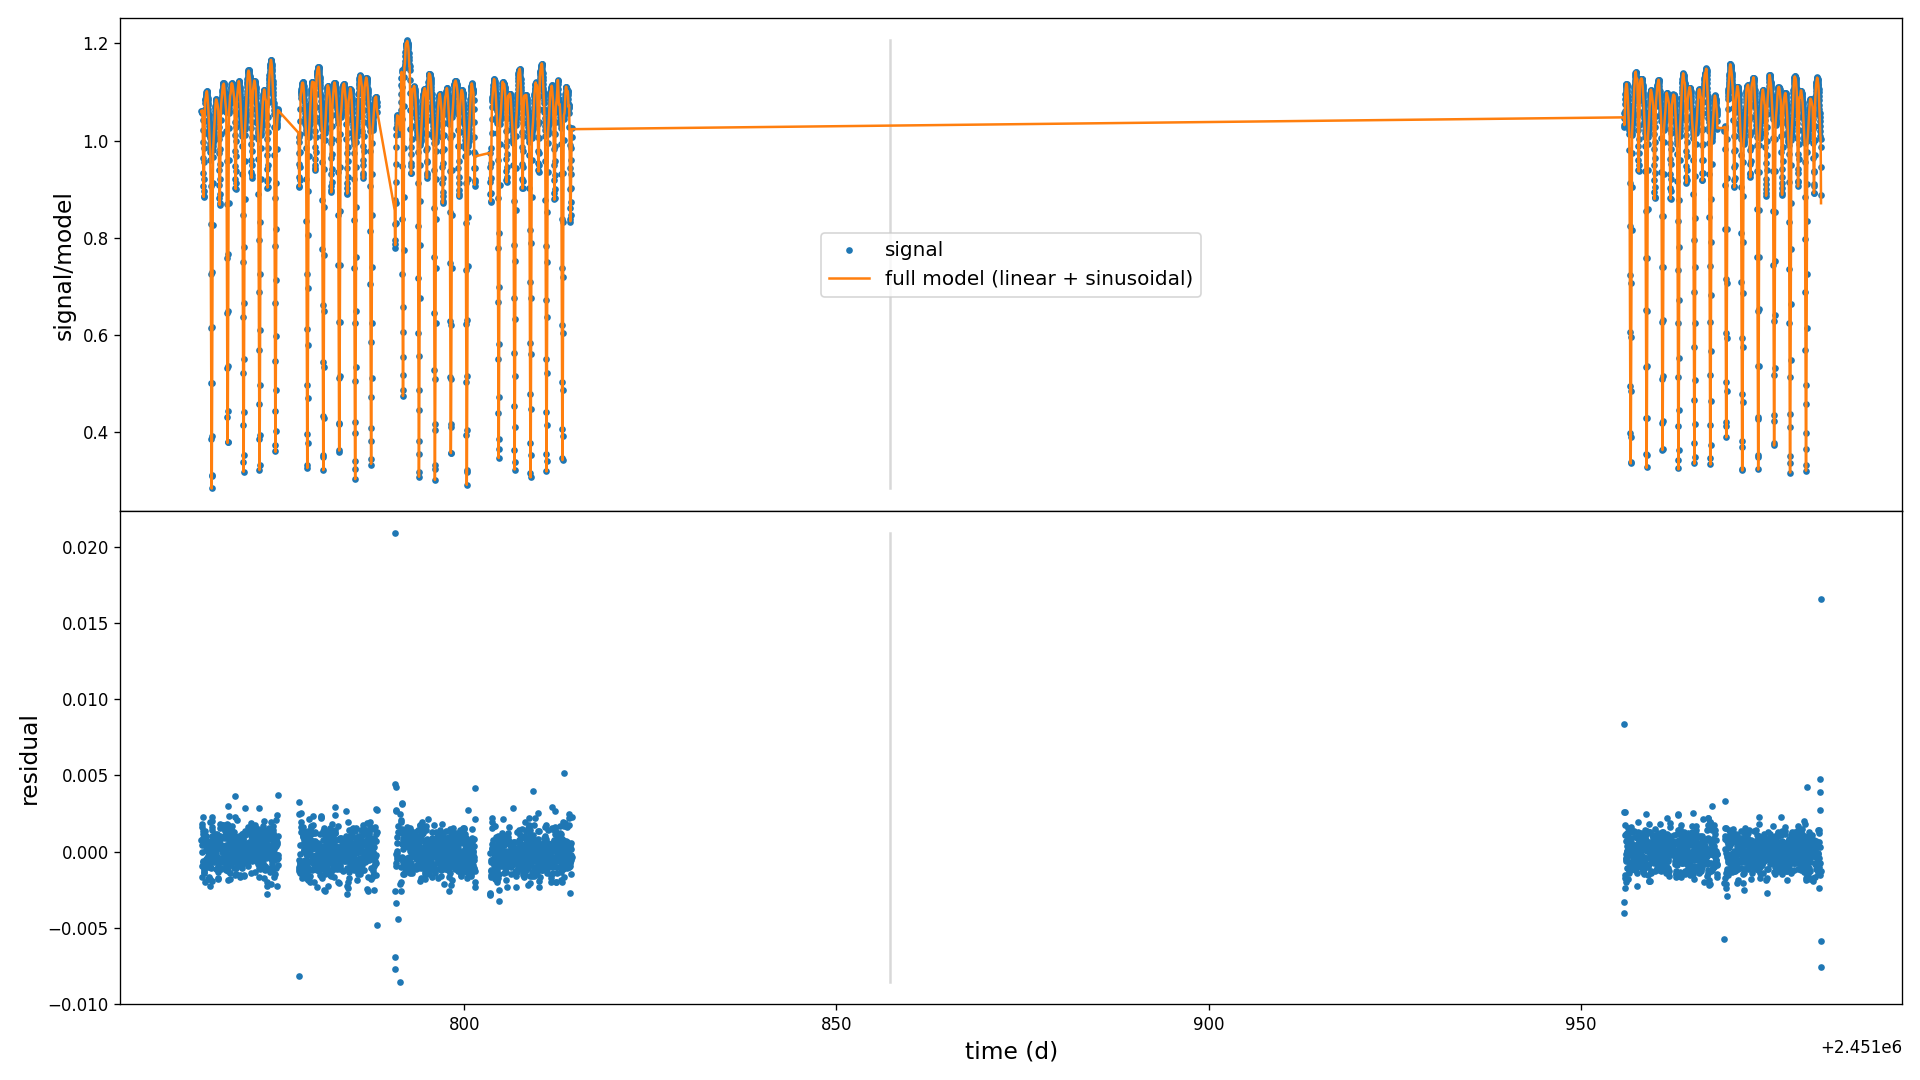 1.2
1.0
0.8
0.6
0.4
signal/model
signal
full model (linear + sinusoidal)
0.020
0.015
0.010
0.005
0.000
−0.005
−0.010
residual
800
850
900
950
time (d)
+2.451e6